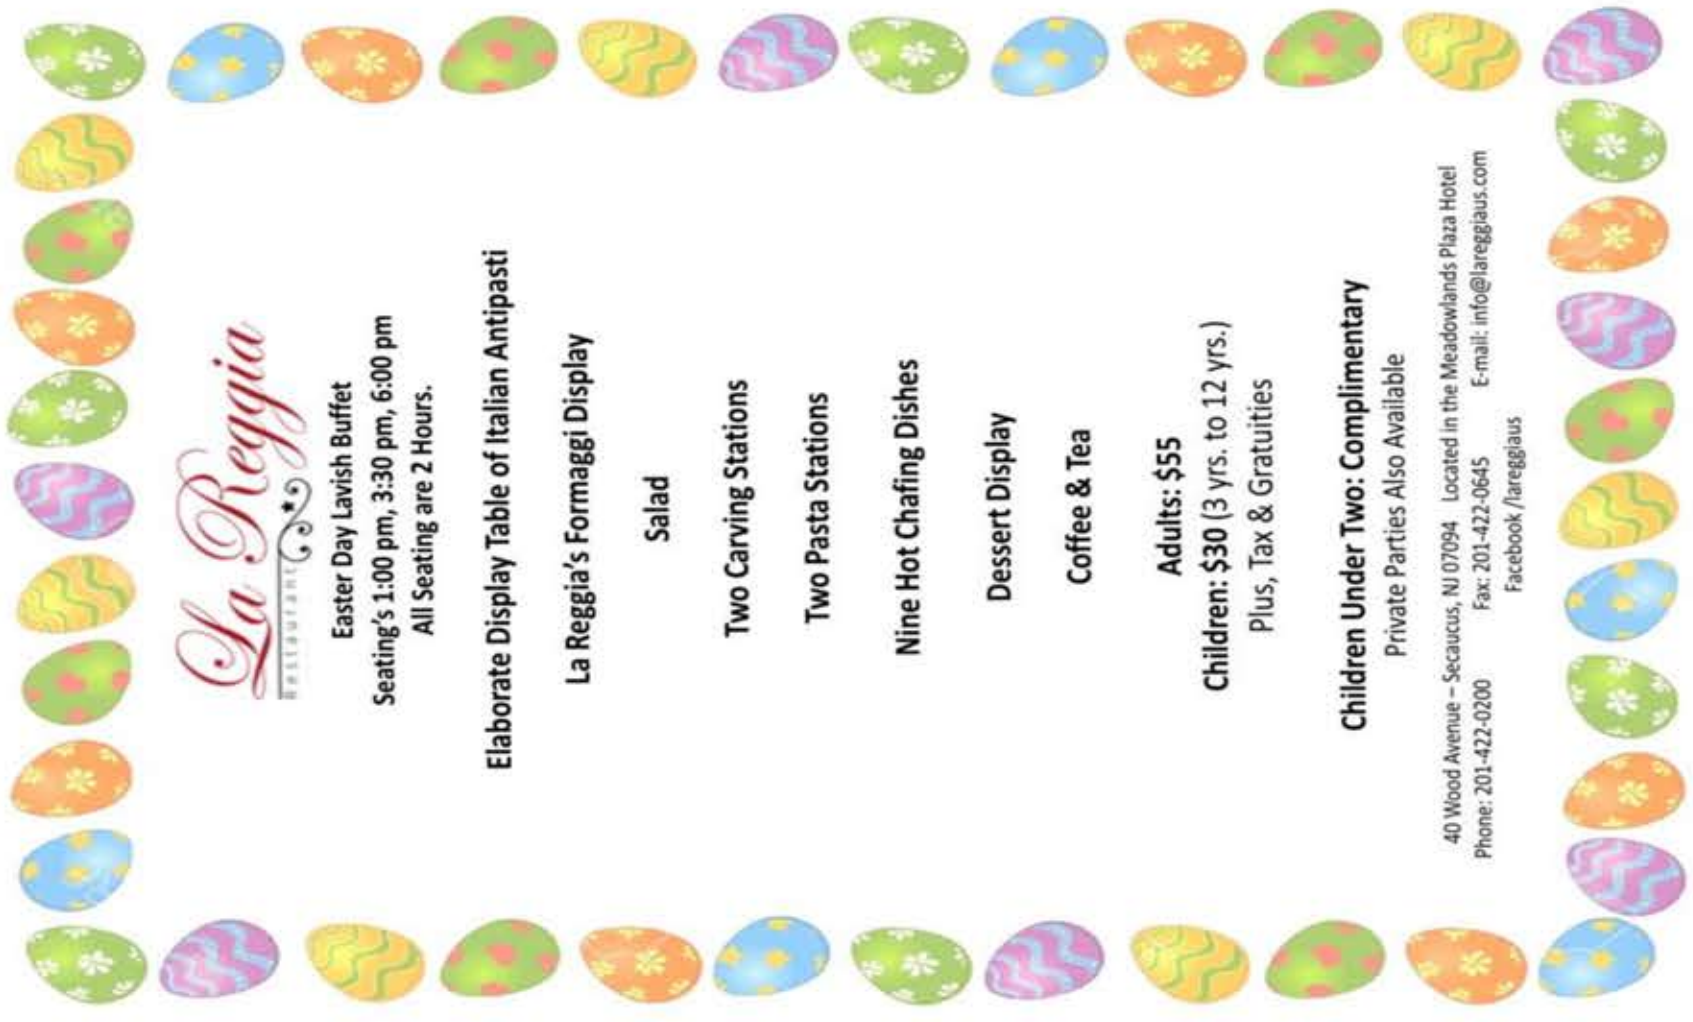 La Reggia
Restaurant
Easter Day Lavish Buffet
Seating's 1:00 pm, 3:30 pm, 6:00 pm
All Seating are 2 Hours.
Elaborate Display Table of Italian Antipasti
La Reggia's Formaggi Display
Salad
Two Carving Stations
Two Pasta Stations
Nine Hot Chafing Dishes
Dessert Display
Coffee & Tea
Adults: $55
Children: $30 (3 yrs. to 12 yrs.)
Plus, Tax & Gratuities
Children Under Two: Complimentary
Private Parties Also Available
40 Wood Avenue – Secaucus, NJ 07094 Located in the Meadowlands Plaza Hotel
Phone: 201-422-0200 Fax: 201-422-0645 E-mail: info@lareggiaus.com
Facebook/lareggiaus